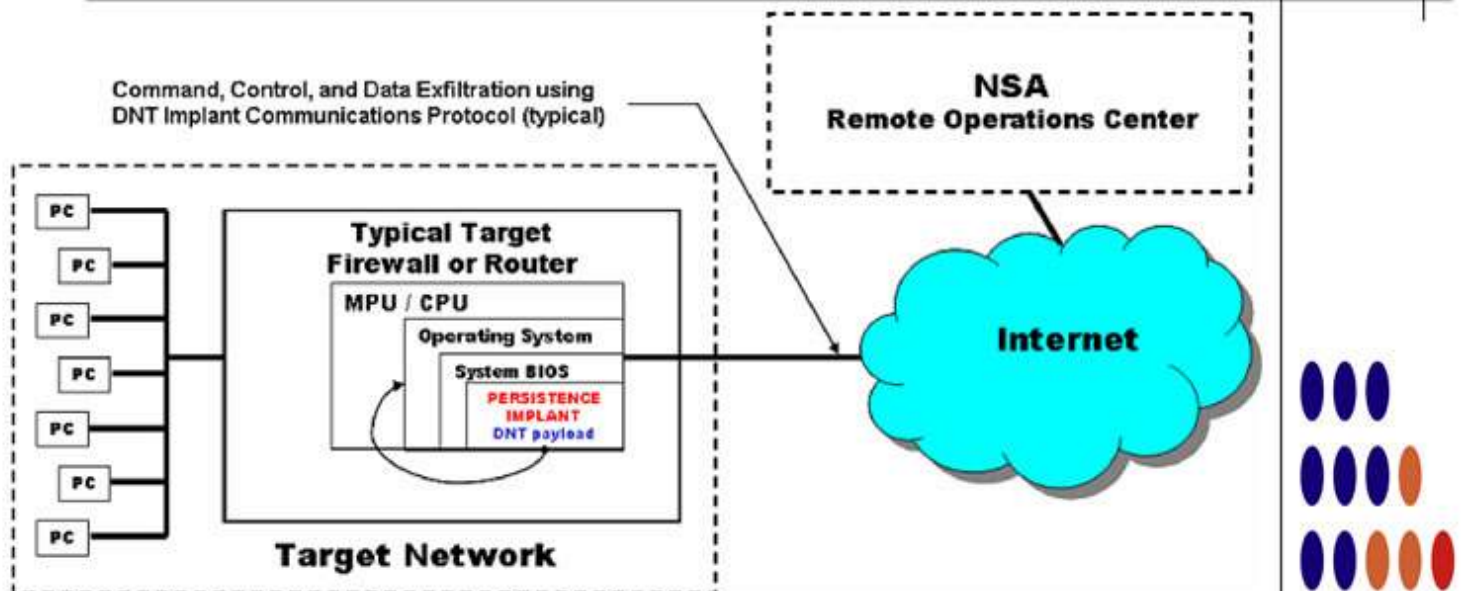 NSA
Remote Operations Center
Command, Control, and Data Exfiltration using
DNT Implant Communications Protocol (typical)
PC
PC
PC
PC
PC
PC
PC
Typical Target
Firewall or Router
MPU / CPU
Operating System
System BIOS
PERSISTENCE
IMPLANT
DNT payload
Internet
Target Network